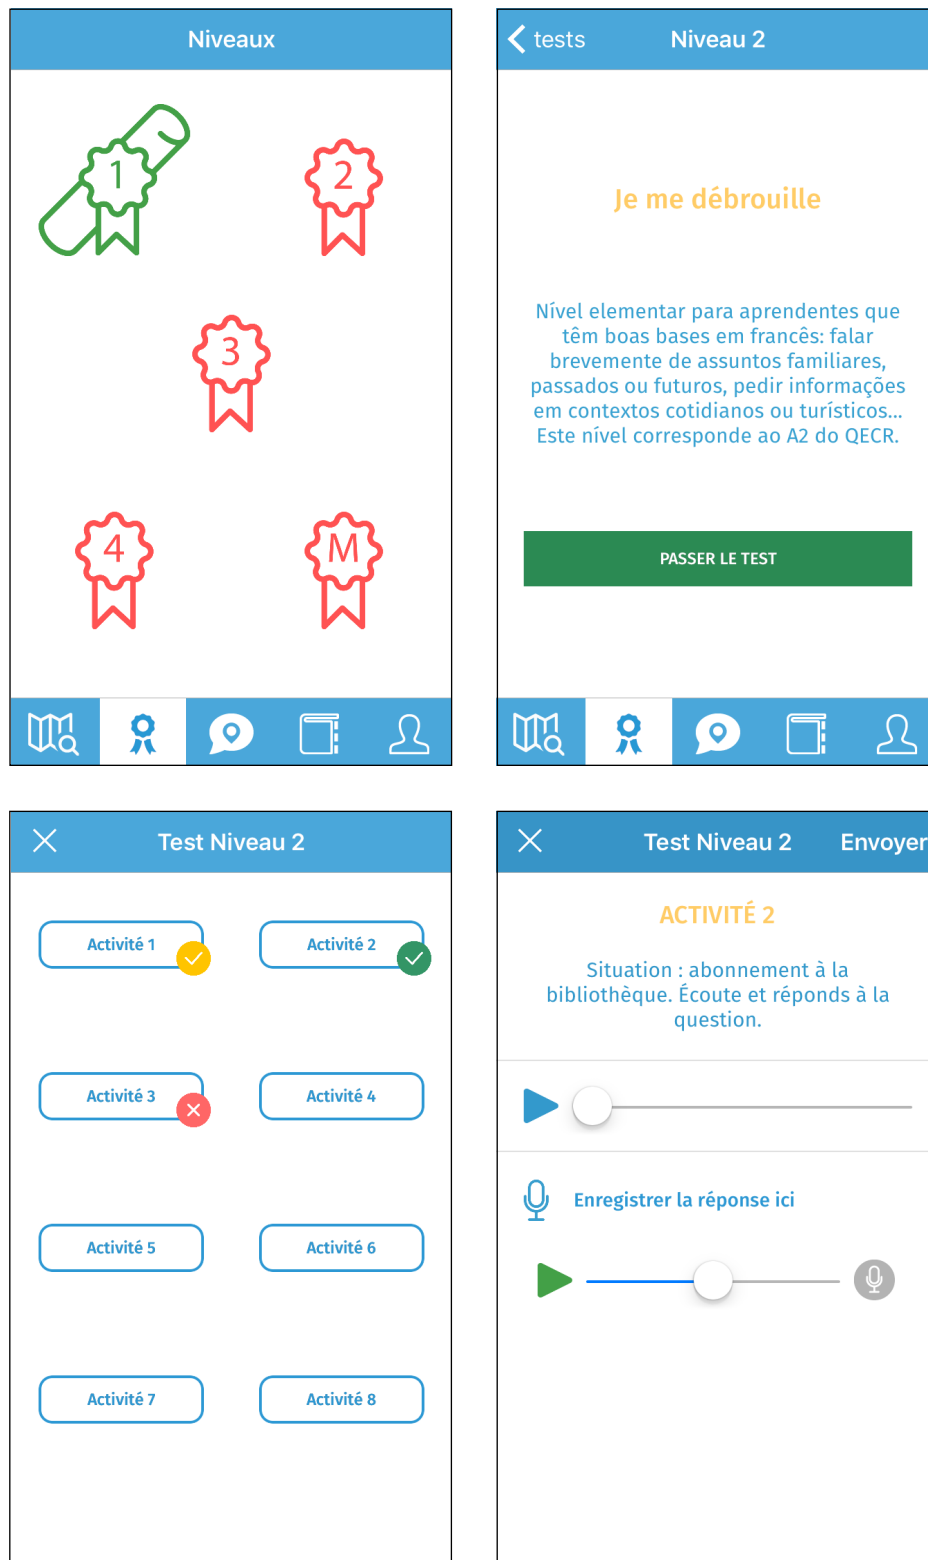 Niveaux
1
2
3
4
M
tests
Niveau 2
Je me débrouille
Nível elementar para aprendentes que
têm boas bases em francês: falar
brevemente de assuntos familiares,
passados ou futuros, pedir informações
em contextos cotidianos ou turísticos...
Este nível corresponde ao A2 do QECR.
PASSER LE TEST
Test Niveau 2
Activité 1
Activité 2
Activité 3
Activité 4
Activité 5
Activité 6
Activité 7
Activité 8
Test Niveau 2
Envoyer
ACTIVITÉ 2
Situation : abonnement à la
bibliothèque. Écoute et réponds à la
question.
Enregistrer la réponse ici